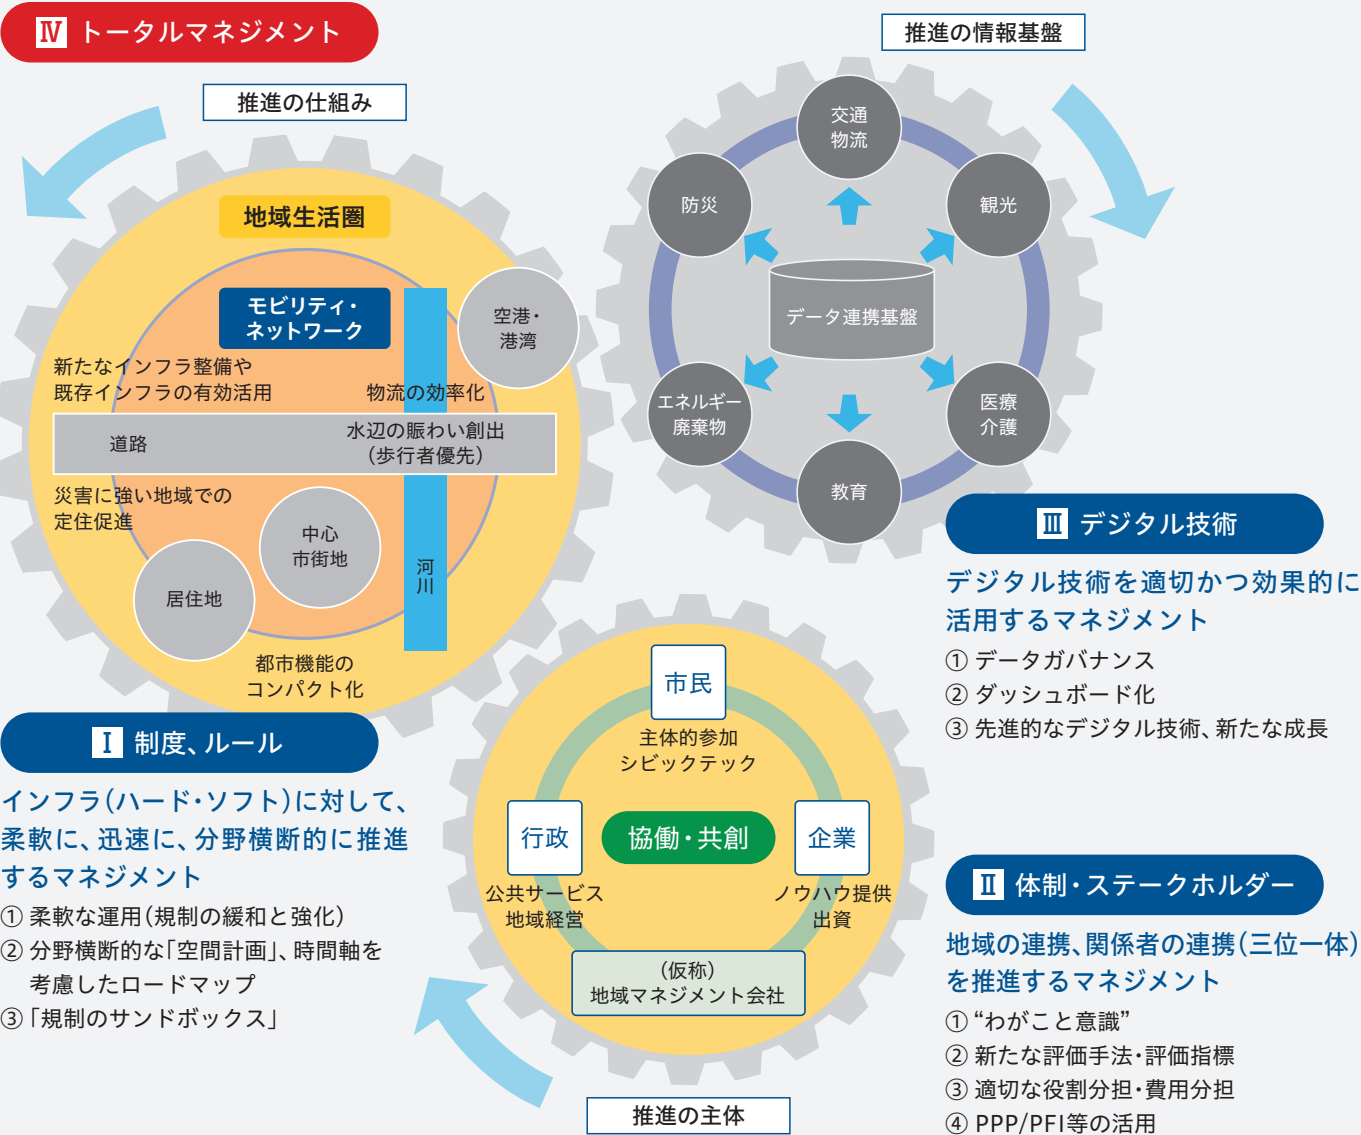 Ⅳ トータルマネジメント
推進の仕組み
地域生活圏
モビリティ・
ネットワーク
空港・
港湾
新たなインフラ整備や
既存インフラの有効活用
物流の効率化
道路
水辺の賑わい創出
（歩行者優先）
災害に強い地域での
定住促進
中心
市街地
河川
居住地
都市機能の
コンパクト化
Ⅰ 制度、ルール
インフラ（ハード・ソフト）に対して、
柔軟に、迅速に、分野横断的に推進
するマネジメント
① 柔軟な運用（規制の緩和と強化）
② 分野横断的な「空間計画」、時間軸を
考慮したロードマップ
③ 「規制のサンドボックス」
推進の情報基盤
交通
物流
防災
観光
データ連携基盤
エネルギー
廃棄物
医療
介護
教育
Ⅲ デジタル技術
デジタル技術を適切かつ効果的に
活用するマネジメント
① データガバナンス
② ダッシュボード化
③ 先進的なデジタル技術、新たな成長
市民
主体的参加
シビックテック
行政
協働・共創
企業
公共サービス
地域経営
ノウハウ提供
出資
（仮称）
地域マネジメント会社
推進の主体
Ⅱ 体制・ステークホルダー
地域の連携、関係者の連携（三位一体）
を推進するマネジメント
① “わがこと意識”
② 新たな評価手法・評価指標
③ 適切な役割分担・費用分担
④ PPP/PFI等の活用